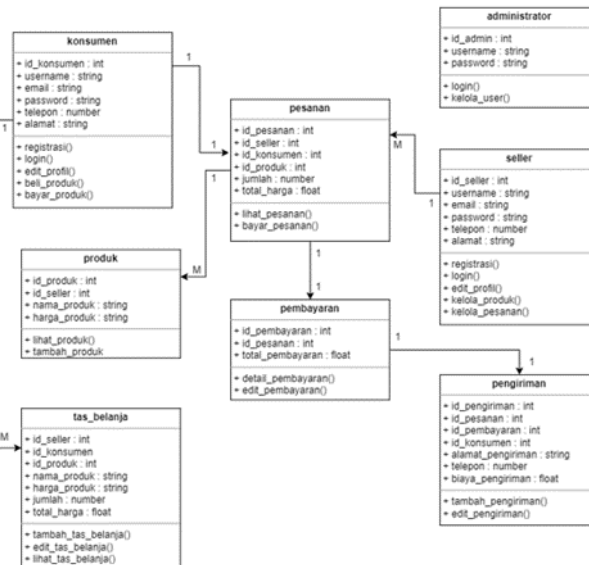 konsumen
+ id_konsumen : int
+ username : string
+ email : string
+ password : string
+ telepon : number
+ alamat : string
+ registrasi()
+ login()
+ edit_profil()
+ beli_produk()
+ bayar_produk()
1
1
1
administrator
+ id_admin : int
+ username : string
+ password : string
+ login()
+ kelola_user()
pesanan
+ id_pesanan : int
+ id_seller : int
+ id_konsumen : int
+ id_produk : int
+ jumlah : number
+ total_harga : float
+ lihat_pesanan()
+ bayar_pesanan()
M
1
1
M
1
1
seller
+ id_seller : int
+ username : string
+ email : string
+ password : string
+ telepon : number
+ alamat : string
+ registrasi()
+ login()
+ edit_profil()
+ kelola_produk()
+ kelola_pesanan()
produk
+ id_produk : int
+ id_seller : int
+ nama_produk : string
+ harga_produk : string
+ lihat_produk()
+ tambah_produk
pembayaran
+ id_pembayaran : int
+ id_pesanan : int
+ total_pembayaran : float
+ detail_pembayaran()
+ edit_pembayaran()
1
1
pengiriman
+ id_pengiriman : int
+ id_pesanan : int
+ id_pembayaran : int
+ id_konsumen : int
+ alamat_pengiriman : string
+ telepon : number
+ biaya_pengiriman : float
+ tambah_pengiriman()
+ edit_pengiriman()
M
tas_belanja
+ id_seller : int
+ id_konsumen
+ id_produk : int
+ nama_produk : string
+ harga_produk : string
+ jumlah : number
+ total_harga : float
+ tambah_tas_belanja()
+ edit_tas_belanja()
+ lihat_tas_belanja()